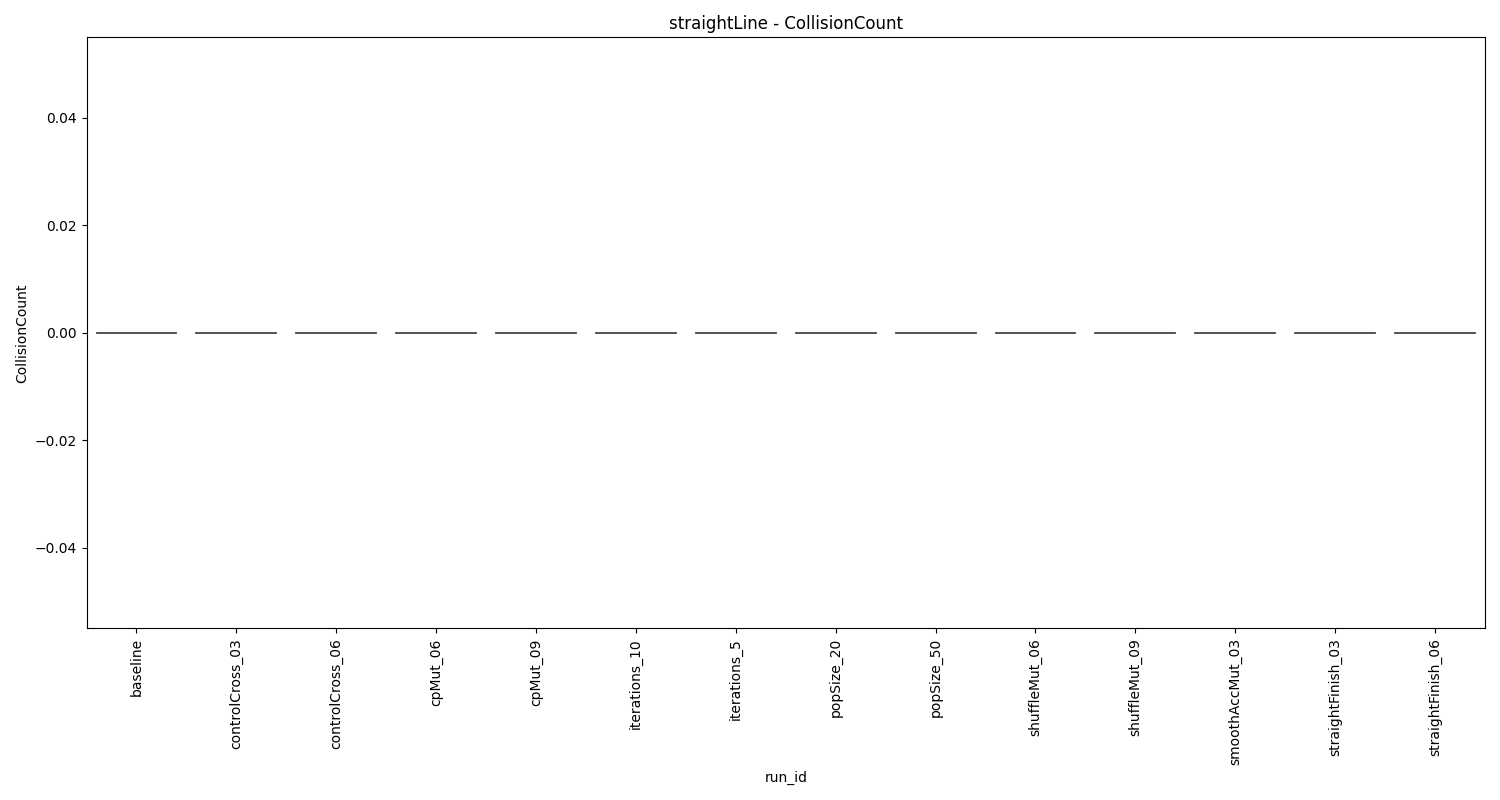 straightLine - CollisionCount
0.04
0.02
0.00
−0.02
−0.04
CollisionCount
baseline
controlCross_03
controlCross_06
cpMut_06
cpMut_09
iterations_10
iterations_5
popSize_20
popSize_50
shuffleMut_06
shuffleMut_09
smoothAccMut_03
straightFinish_03
straightFinish_06
run_id